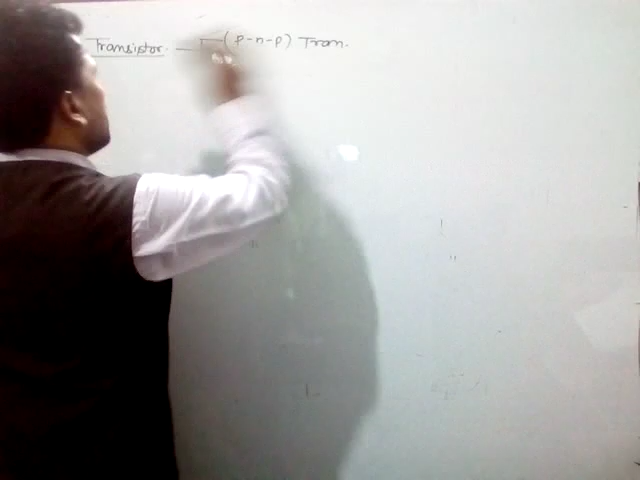 Transistor. — (P-n-p) Tran.